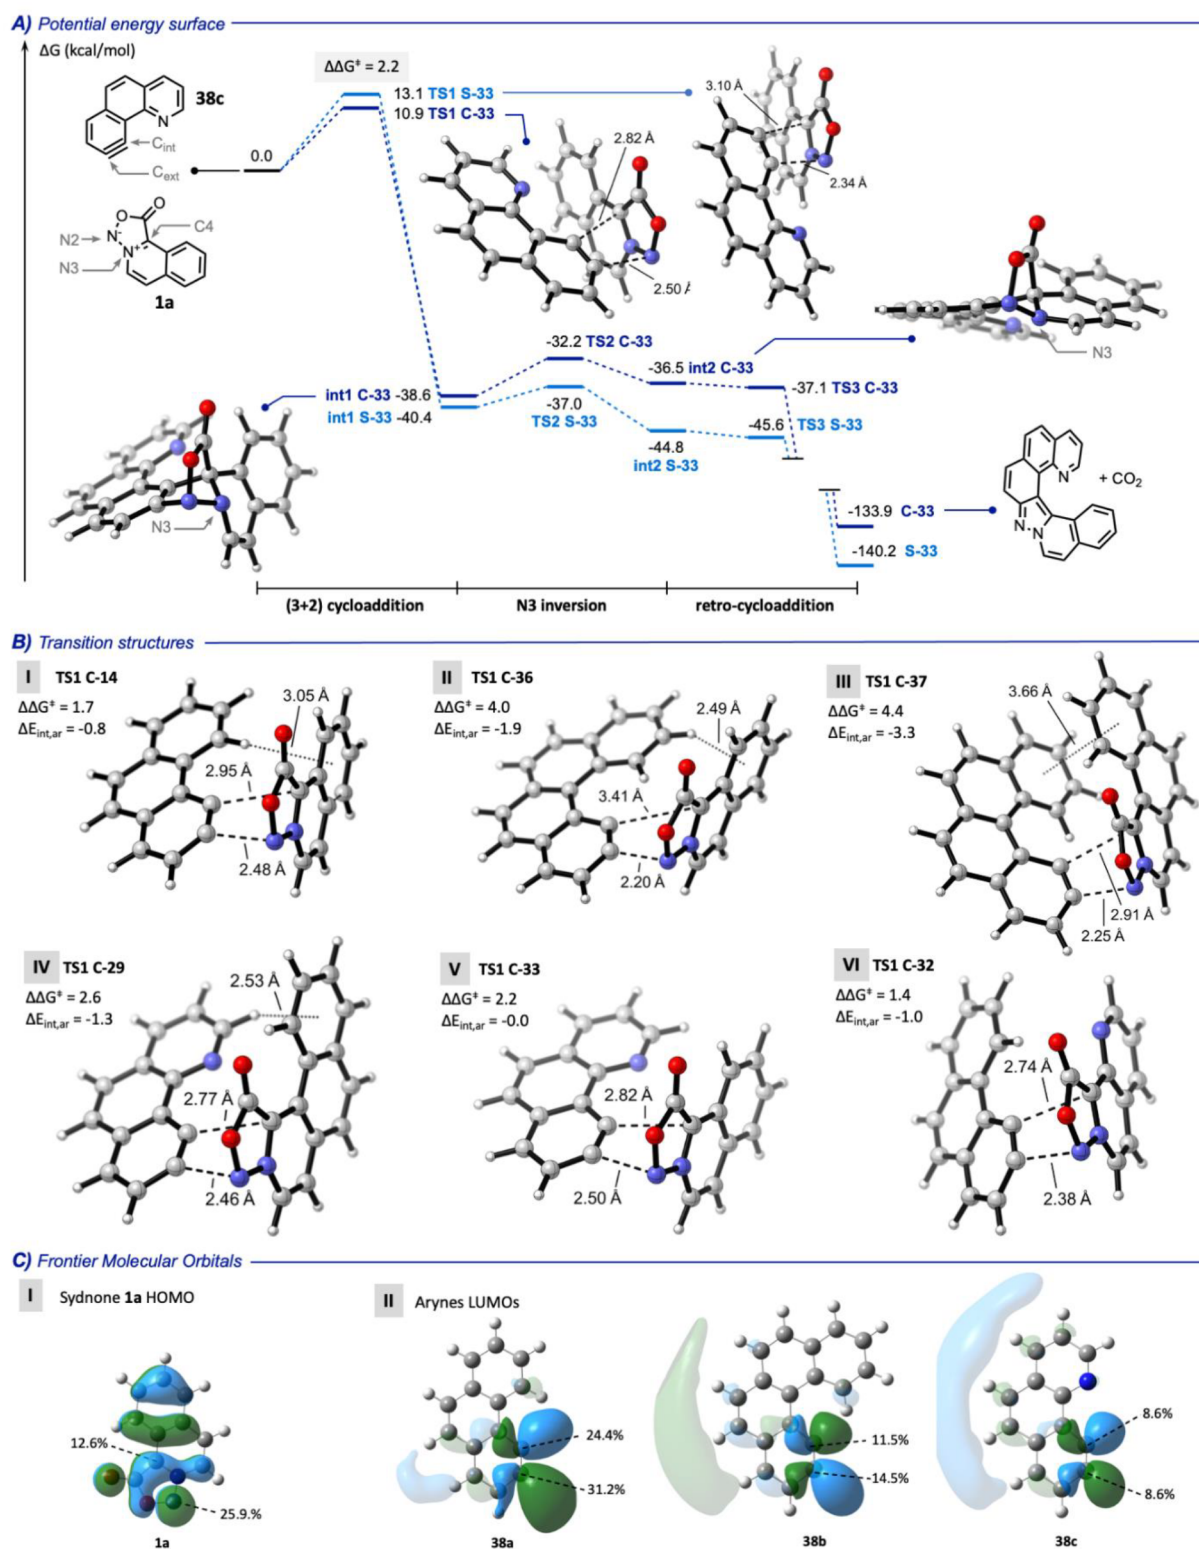 A) Potential energy surface
ΔG (kcal/mol)
38c
N
Cint
Cext
0.0
O
O
N2
N-
N+
C4
N3
1a
ΔΔG‡ = 2.2
13.1 TS1 S-33
10.9 TS1 C-33
2.82 Å
2.50 Å
3.10 Å
2.34 Å
N3
-32.2 TS2 C-33
-36.5 int2 C-33
-37.1 TS3 C-33
int1 C-33 -38.6
int1 S-33 -40.4
-37.0
TS2 S-33
-45.6 TS3 S-33
-44.8
int2 S-33
N3
N
N
N
+ CO2
-133.9 C-33
-140.2 S-33
(3+2) cycloaddition
N3 inversion
retro-cycloaddition
B) Transition structures
I TS1 C-14
ΔΔG‡ = 1.7
ΔEint,ar = -0.8
3.05 Å
2.95 Å
2.48 Å
II TS1 C-36
ΔΔG‡ = 4.0
ΔEint,ar = -1.9
2.49 Å
3.41 Å
2.20 Å
III TS1 C-37
ΔΔG‡ = 4.4
ΔEint,ar = -3.3
3.66 Å
2.91 Å
2.25 Å
IV TS1 C-29
ΔΔG‡ = 2.6
ΔEint,ar = -1.3
2.53 Å
2.77 Å
2.46 Å
V TS1 C-33
ΔΔG‡ = 2.2
ΔEint,ar = -0.0
2.82 Å
2.50 Å
VI TS1 C-32
ΔΔG‡ = 1.4
ΔEint,ar = -1.0
2.74 Å
2.38 Å
C) Frontier Molecular Orbitals
I Sydnone 1a HOMO
12.6%
25.9.%
1a
II Arynes LUMOs
24.4%
31.2%
38a
11.5%
-14.5%
38b
8.6%
8.6%
38c